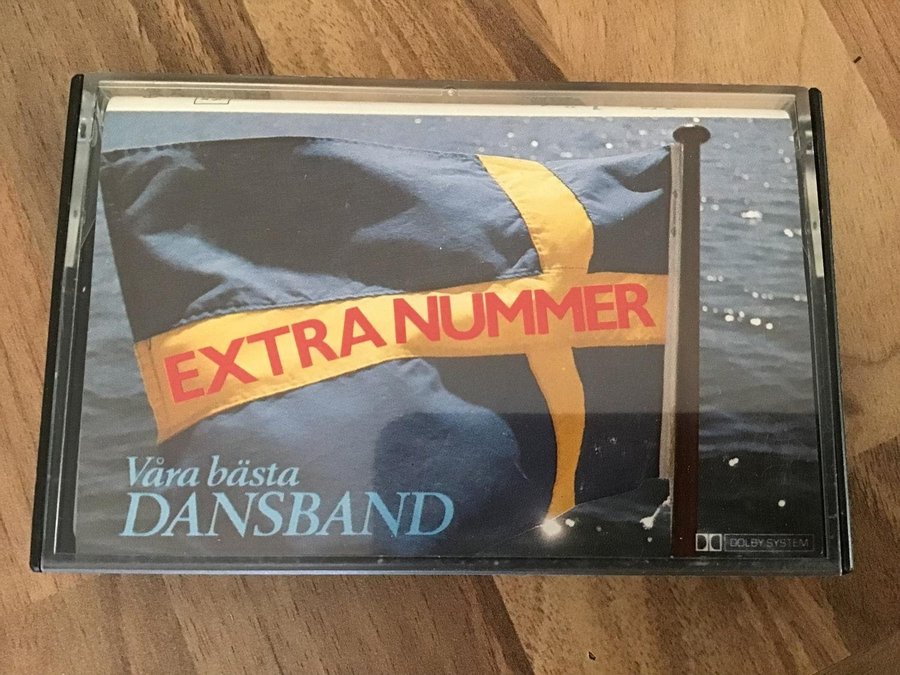 EXTRA NUMMER
Våra bästa
DANSBAND
DOLBY SYSTEM